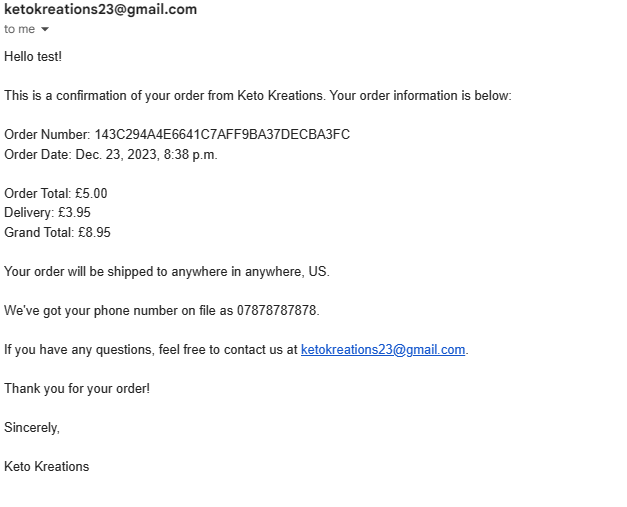 ketokreations23@gmail.com
to me
Hello test!
This is a confirmation of your order from Keto Kreations. Your order information is below:
Order Number: 143C294A4E6641C7AFF9BA37DECBA3FC
Order Date: Dec. 23, 2023, 8:38 p.m.
Order Total: £5.00
Delivery: £3.95
Grand Total: £8.95
Your order will be shipped to anywhere in anywhere, US.
We've got your phone number on file as 07878787878.
If you have any questions, feel free to contact us at ketokreations23@gmail.com.
Thank you for your order!
Sincerely,
Keto Kreations